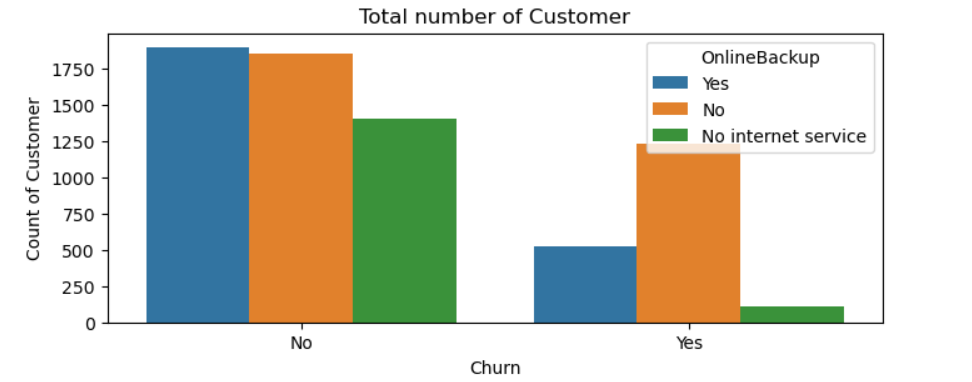 Total number of Customer
Count of Customer
1750
1500
1250
1000
750
500
250
0
OnlineBackup
Yes
No
No internet service
No
Yes
Churn